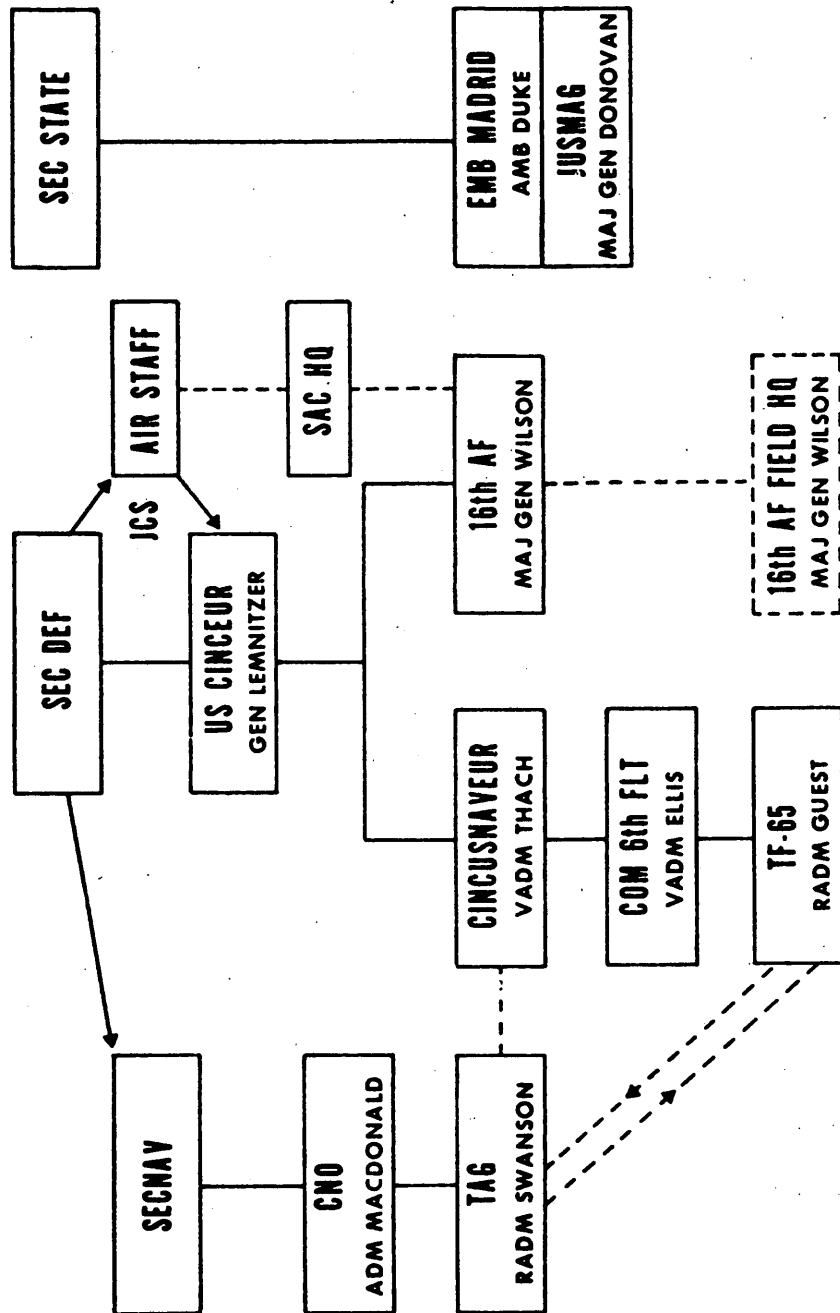 SEC DEF
SEC STATE
SECNAV
AIR STAFF
JCS
US CINCEUR
GEN LEMNITZER
CNO
ADM MACDONALD
SAC HQ
TAG
RADM SWANSON
CINCUSNAVEUR
VADM THACH
16th AF
MAJ GEN WILSON
EMB MADRID
AMB DUKE
JUSMAG
MAJ GEN DONOVAN
COM 6th FLT
VADM ELLIS
TF-65
RADM GUEST
16th AF FIELD HQ
MAJ GEN WILSON